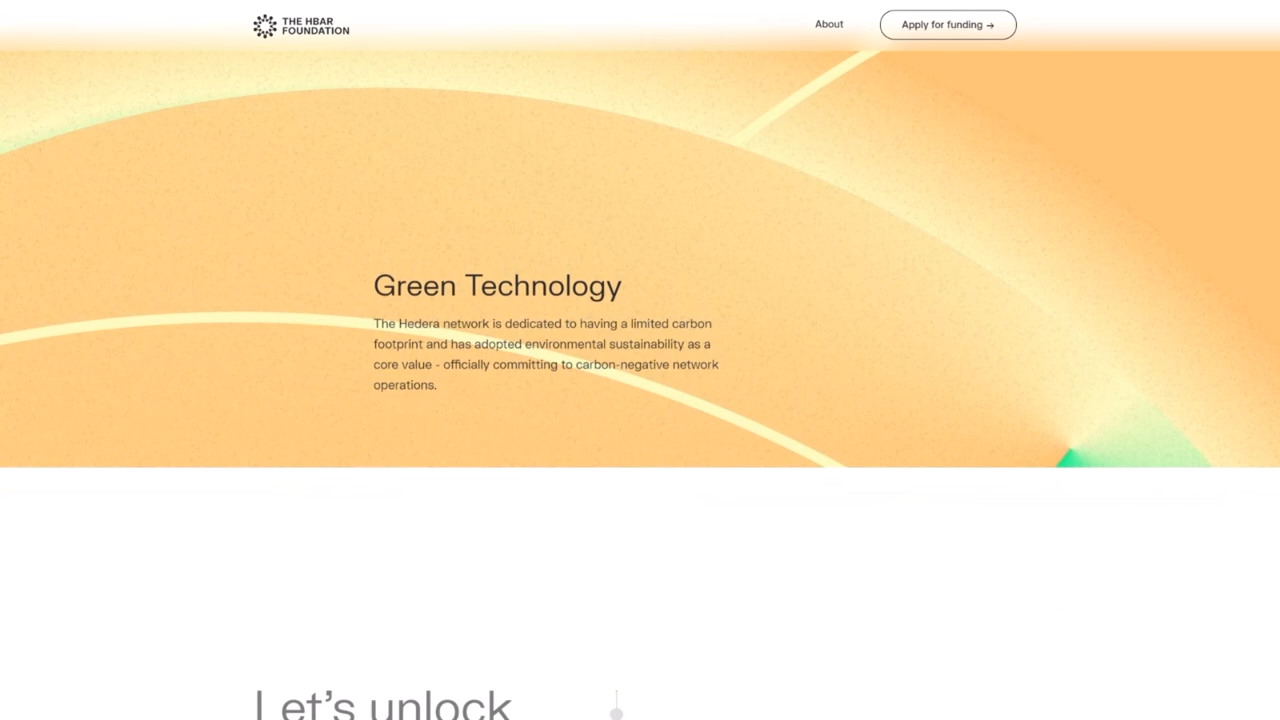 THE HBAR
FOUNDATION
About
Apply for funding →
Green Technology
The Hedera network is dedicated to having a limited carbon
footprint and has adopted environmental sustainability as a
core value - officially committing to carbon-negative network
operations.
Let’s unlock